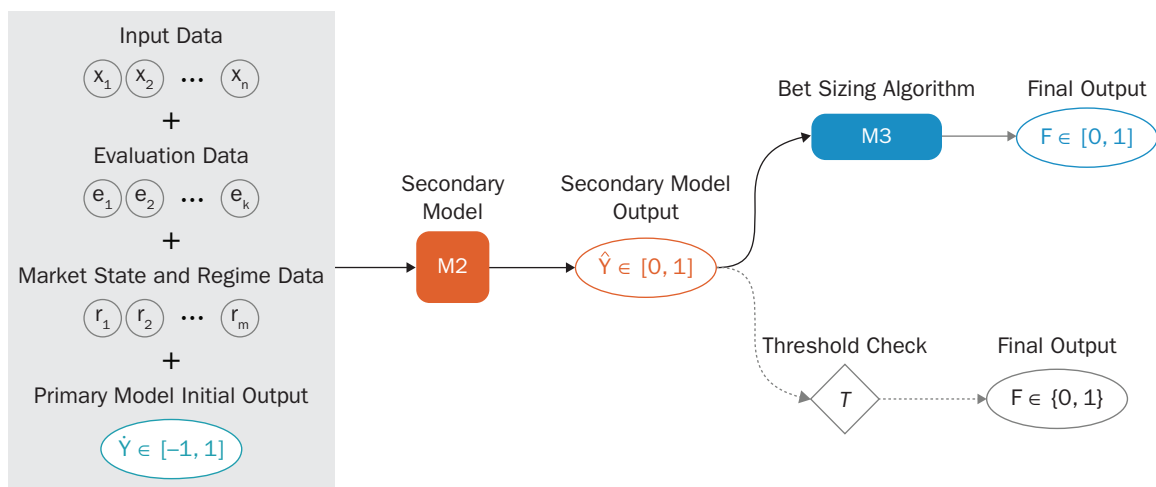 Input Data
x1 x2 ... xn
+
Evaluation Data
e1 e2 ... ek
+
Market State and Regime Data
r1 r2 ... rm
+
Primary Model Initial Output
Ẏ ∈ [–1, 1]
Secondary
Model
M2
Secondary Model
Output
Ŷ ∈ [0, 1]
Bet Sizing Algorithm
M3
Final Output
F ∈ [0, 1]
Threshold Check
T
Final Output
F ∈ {0, 1}